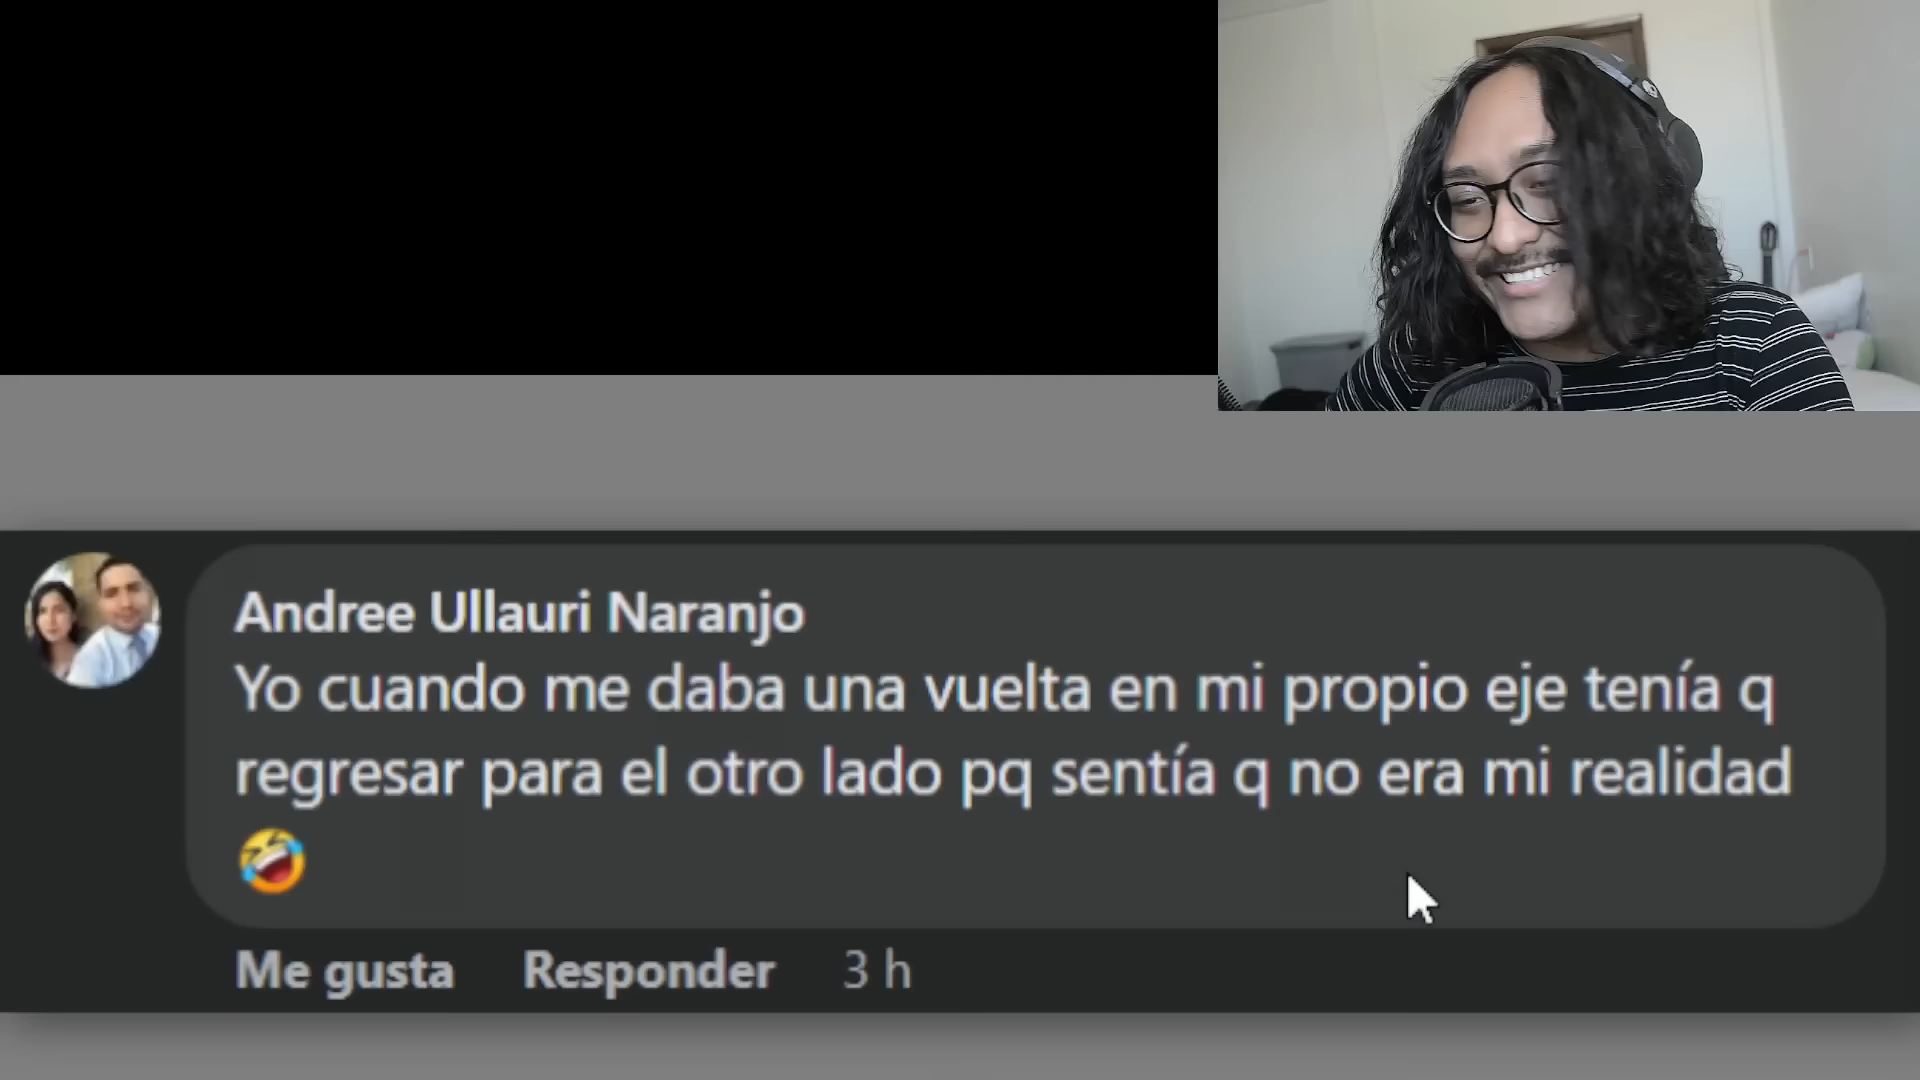 Andree Ullauri Naranjo
Yo cuando me daba una vuelta en mi propio eje tenía q
regresar para el otro lado pq sentía q no era mi realidad
🤣
Me gusta Responder 3 h